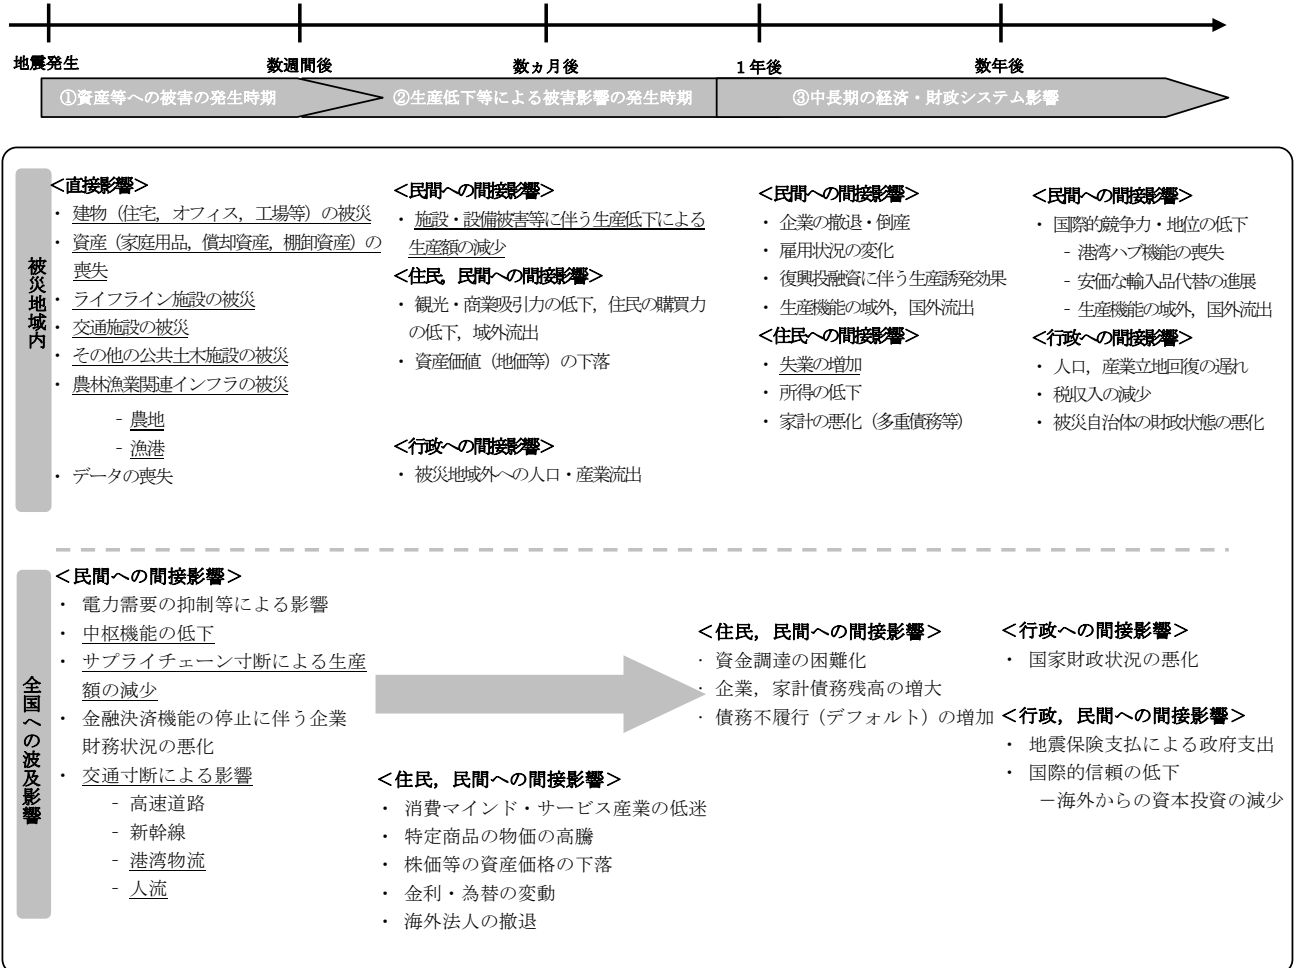 地震発生
数週間後
数ヵ月後
1年後
数年後
①資産等への被害の発生時期
②生産低下等による被害影響の発生時期
③中長期の経済・財政システム影響
被災地域内
<直接影響>
・ 建物(住宅,オフィス,工場等)の被災
・ 資産(家庭用品,償却資産,棚卸資産)の
喪失
・ ライフライン施設の被災
・ 交通施設の被災
・ その他の公共土木施設の被災
・ 農林漁業関連インフラの被災
- 農地
- 漁港
・ データの喪失
<民間への間接影響>
・ 施設・設備被害等に伴う生産低下による
生産額の減少
<住民,民間への間接影響>
・ 観光・商業吸引力の低下,住民の購買力
の低下,域外流出
・ 資産価値(地価等)の下落
<行政への間接影響>
・ 被災地域外への人口・産業流出
<民間への間接影響>
・ 企業の撤退・倒産
・ 雇用状況の変化
・ 復興投融資に伴う生産誘発効果
・ 生産機能の域外,国外流出
<住民への間接影響>
・ 失業の増加
・ 所得の低下
・ 家計の悪化(多重債務等)
<民間への間接影響>
・ 国際的競争力・地位の低下
- 港湾ハブ機能の喪失
- 安価な輸入品代替の進展
- 生産機能の域外,国外流出
<行政への間接影響>
・ 人口,産業立地回復の遅れ
・ 税収入の減少
・ 被災自治体の財政状態の悪化
全国への波及影響
<民間への間接影響>
・ 電力需要の抑制等による影響
・ 中枢機能の低下
・ サプライチェーン寸断による生産
額の減少
・ 金融決済機能の停止に伴う企業
財務状況の悪化
・ 交通寸断による影響
- 高速道路
- 新幹線
- 港湾物流
- 人流
<住民,民間への間接影響>
・ 消費マインド・サービス産業の低迷
・ 特定商品の物価の高騰
・ 株価等の資産価格の下落
・ 金利・為替の変動
・ 海外法人の撤退
<住民,民間への間接影響>
・ 資金調達の困難化
・ 企業,家計債務残高の増大
・ 債務不履行(デフォルト)の増加
<行政への間接影響>
・ 国家財政状況の悪化
<行政,民間への間接影響>
・ 地震保険支払による政府支出
・ 国際的信頼の低下
－海外からの資本投資の減少